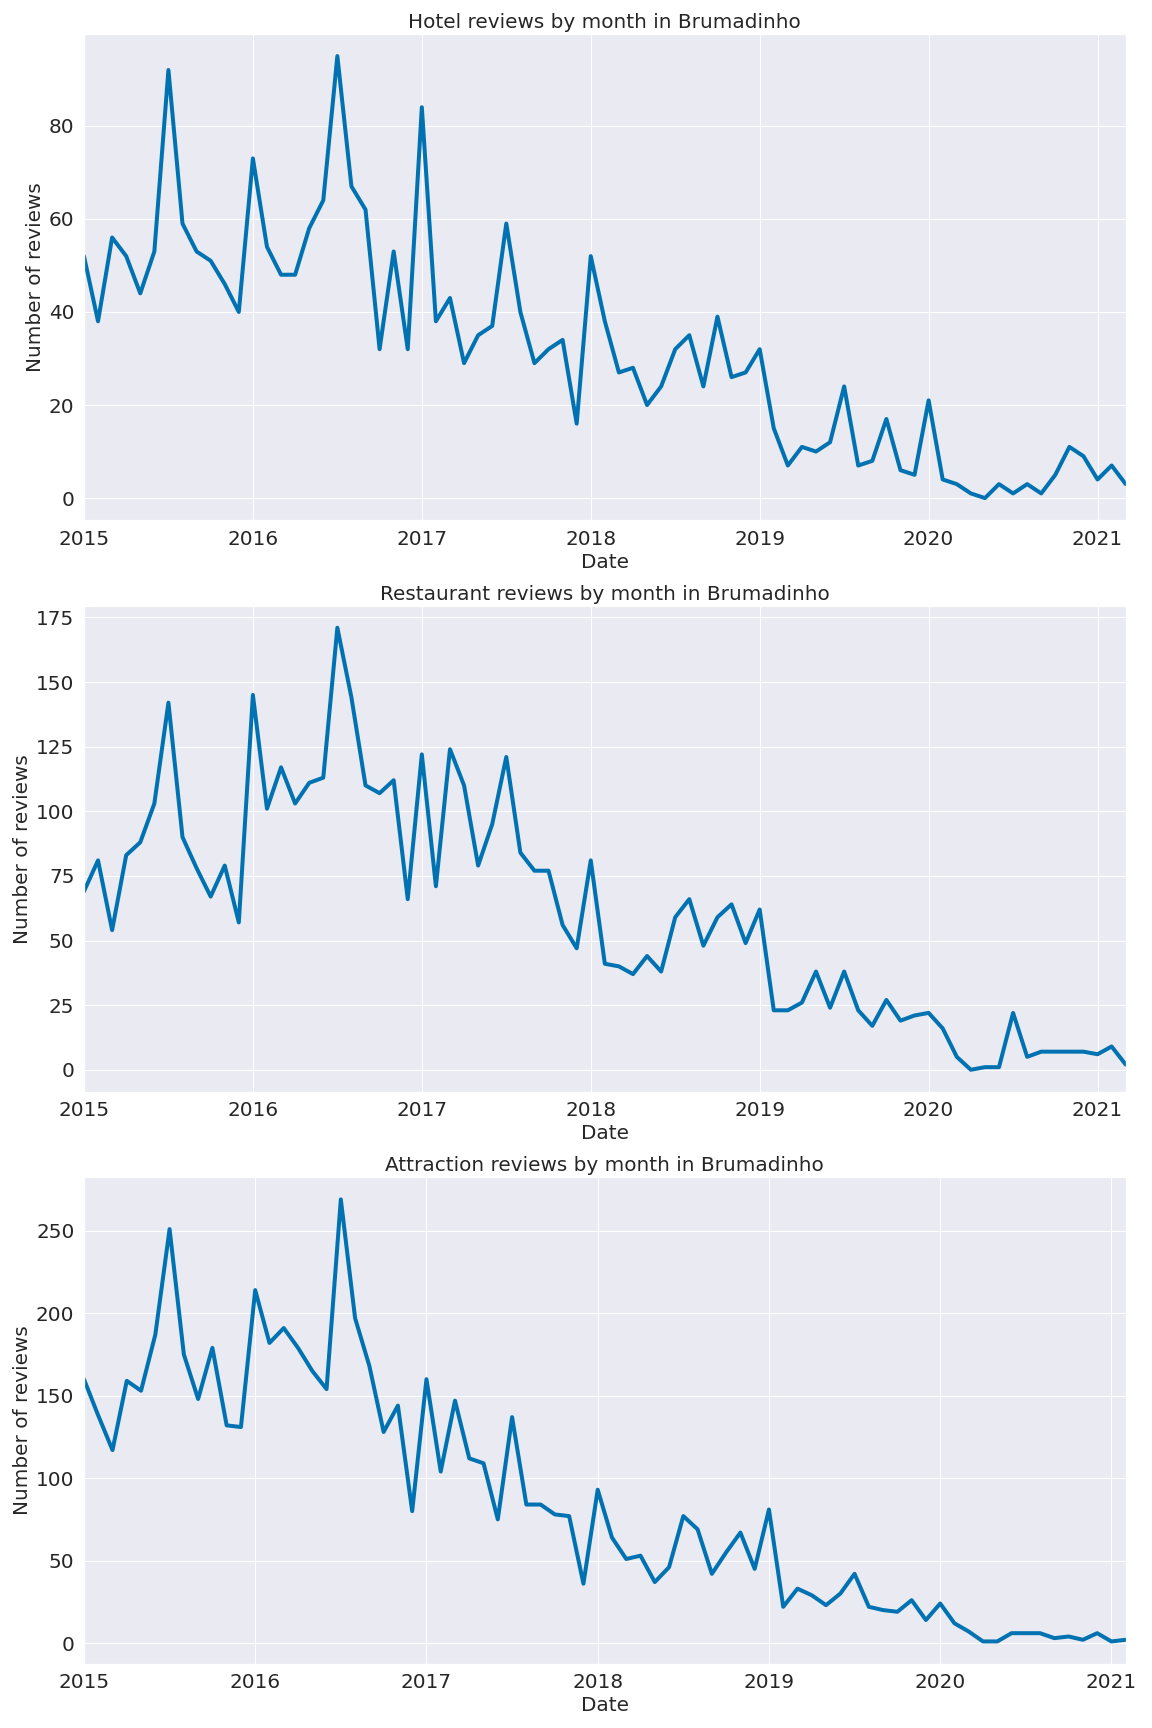 Hotel reviews by month in Brumadinho
Number of reviews
80
60
40
20
0
2015 2016 2017 2018 2019 2020 2021
Date
Restaurant reviews by month in Brumadinho
Number of reviews
175
150
125
100
75
50
25
0
2015 2016 2017 2018 2019 2020 2021
Date
Attraction reviews by month in Brumadinho
Number of reviews
250
200
150
100
50
0
2015 2016 2017 2018 2019 2020 2021
Date